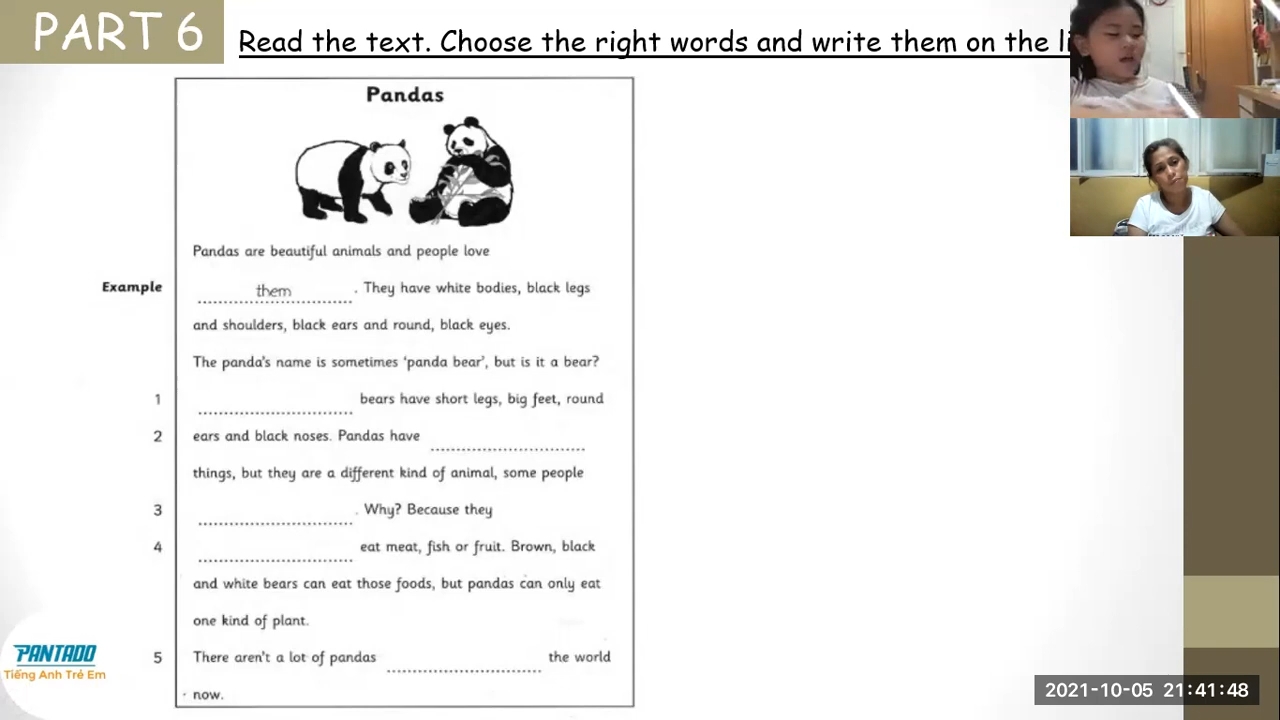 PART 6
Read the text. Choose the right words and write them on the
Pandas
Pandas are beautiful animals and people love
Example them. They have white bodies, black legs
and shoulders, black ears and round, black eyes.
The panda's name is sometimes 'panda bear', but is it a bear?
1 .............................. bears have short legs, big feet, round
2 ears and black noses. Pandas have ..............................
things, but they are a different kind of animal, some people
3 .............................. . Why? Because they
4 .............................. eat meat, fish or fruit. Brown, black
and white bears can eat those foods, but pandas can only eat
one kind of plant.
5 There aren't a lot of pandas .............................. the world
now.
PANTADO
Tiếng Anh Trẻ Em
2021-10-05 21:41:48